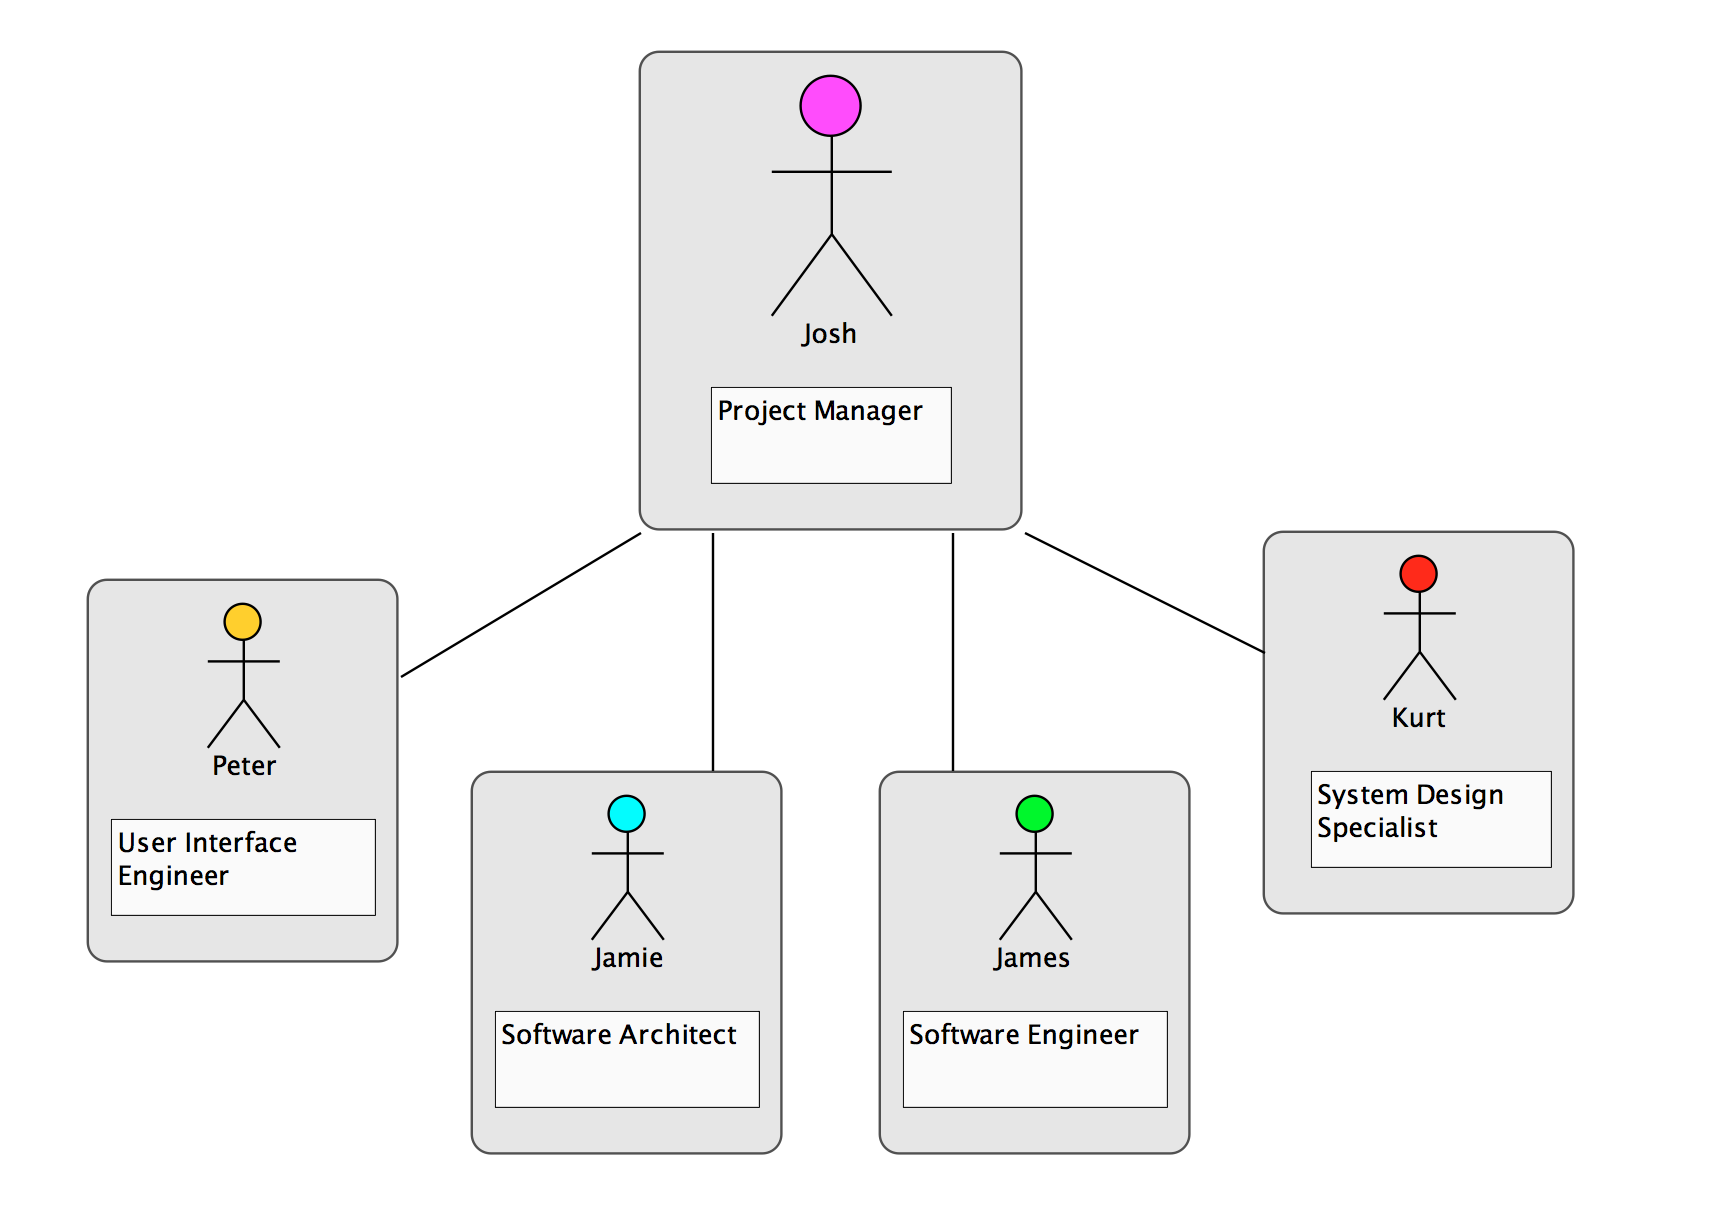 Josh
Project Manager
Peter
User Interface
Engineer
Jamie
Software Architect
James
Software Engineer
Kurt
System Design
Specialist